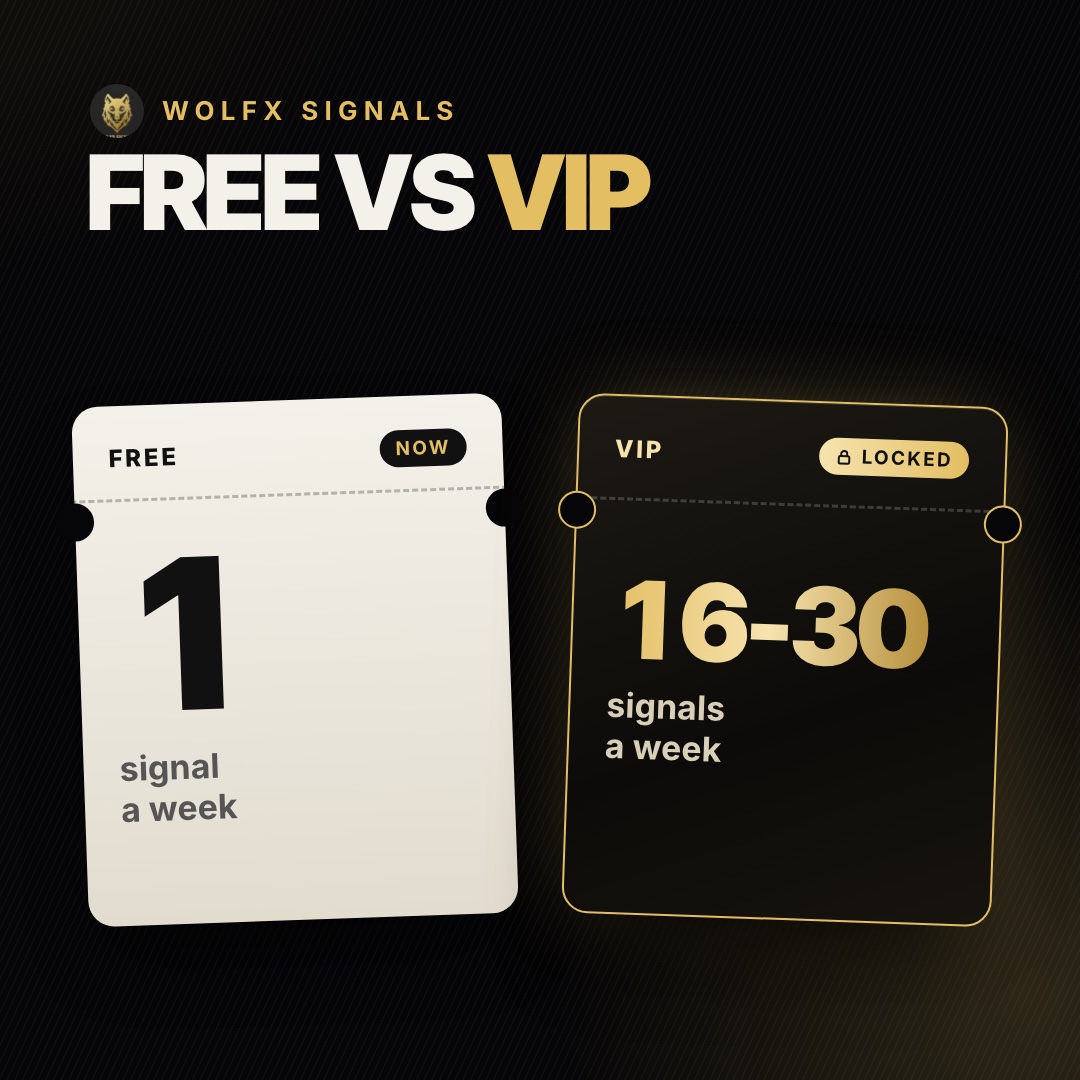 WOLFX SIGNALS
FREE VS VIP
FREE
NOW
1
signal
a week
VIP
LOCKED
16-30
signals
a week